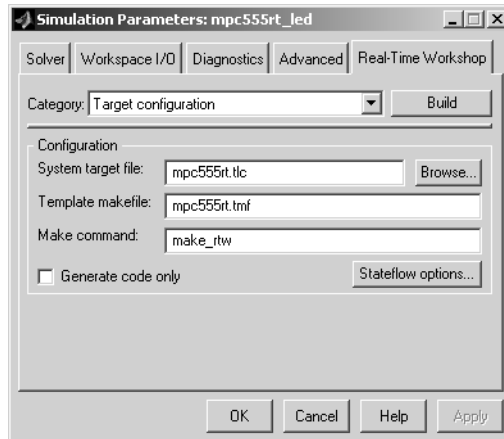 Simulation Parameters: mpc555rt_led
Solver Workspace I/O Diagnostics Advanced Real-Time Workshop
Category: Target configuration Build
Configuration
System target file: mpc555rt.tlc Browse...
Template makefile: mpc555rt.tmf
Make command: make_rtw
Generate code only Stateflow options...
OK Cancel Help Apply